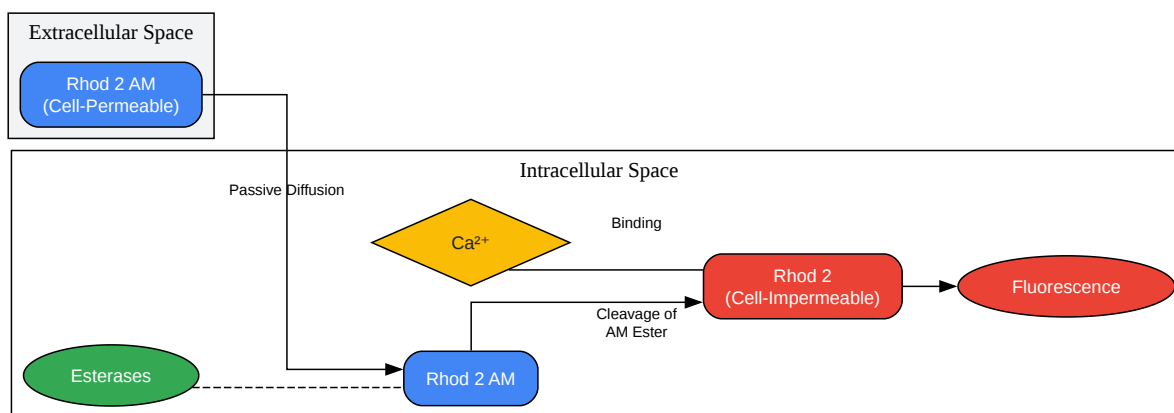 Extracellular Space
Rhod 2 AM
(Cell-Permeable)
Intracellular Space
Passive Diffusion
Binding
Ca²⁺
Rhod 2
(Cell-Impermeable)
Fluorescence
Cleavage of
AM Ester
Esterases
Rhod 2 AM